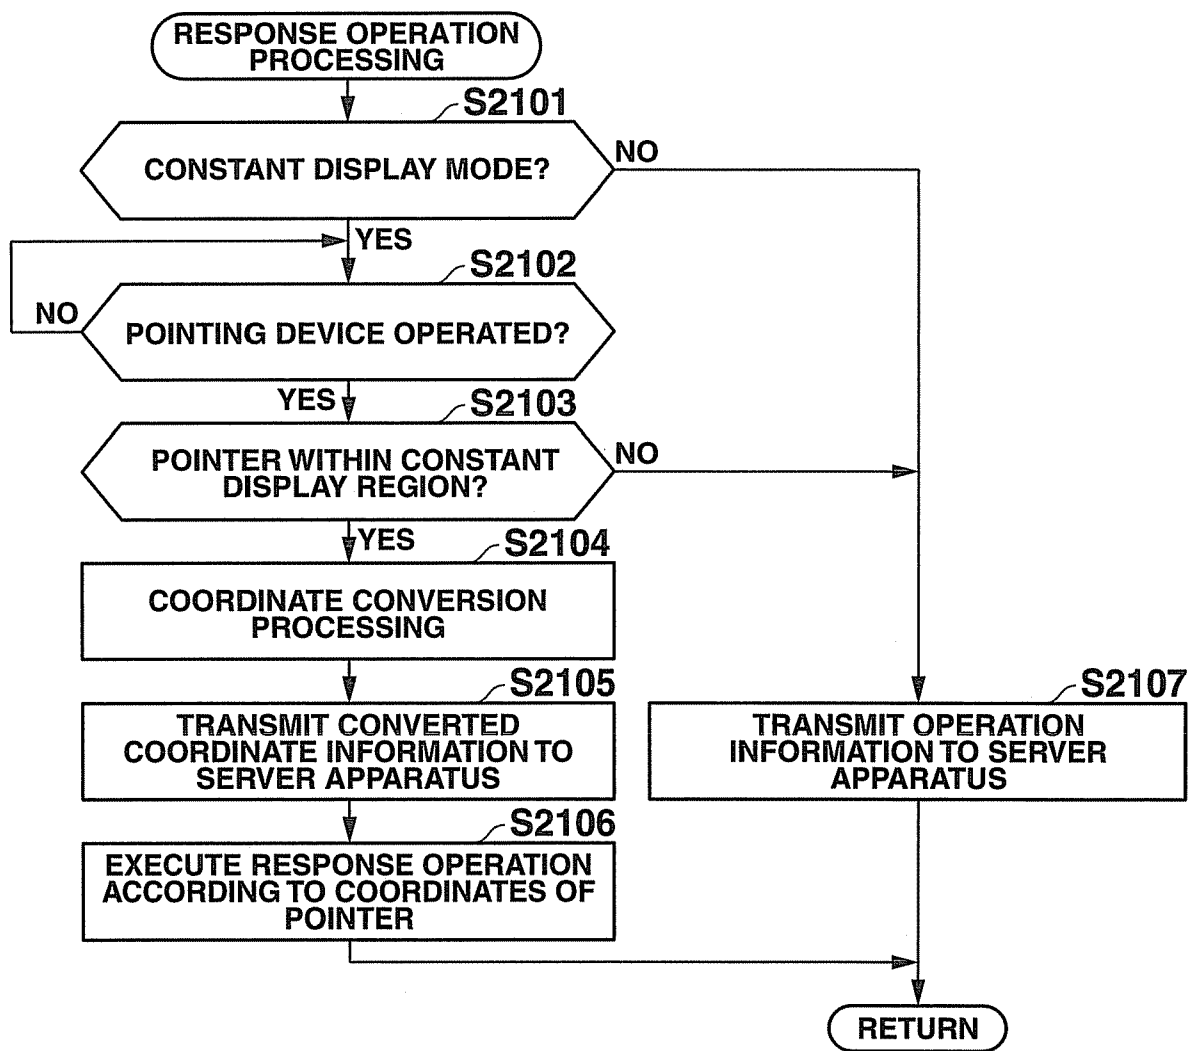 RESPONSE OPERATION
PROCESSING
S2101
CONSTANT DISPLAY MODE?
NO
YES
S2102
NO
POINTING DEVICE OPERATED?
YES
S2103
POINTER WITHIN CONSTANT
DISPLAY REGION?
NO
YES
S2104
COORDINATE CONVERSION
PROCESSING
S2105
TRANSMIT CONVERTED
COORDINATE INFORMATION TO
SERVER APPARATUS
S2107
TRANSMIT OPERATION
INFORMATION TO SERVER
APPARATUS
S2106
EXECUTE RESPONSE OPERATION
ACCORDING TO COORDINATES OF
POINTER
RETURN